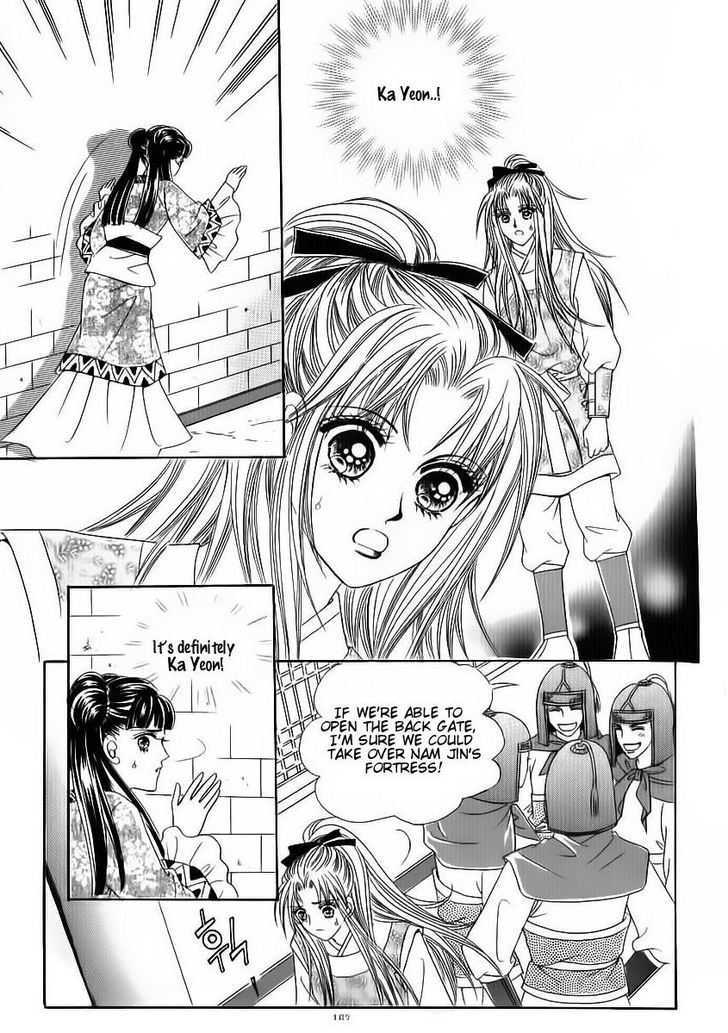 Ka Yeon..!
It's definitely
Ka Yeon!
IF WE'RE ABLE TO
OPEN THE BACK GATE,
I'M SURE WE COULD
TAKE OVER NAM JIN'S
FORTRESS!